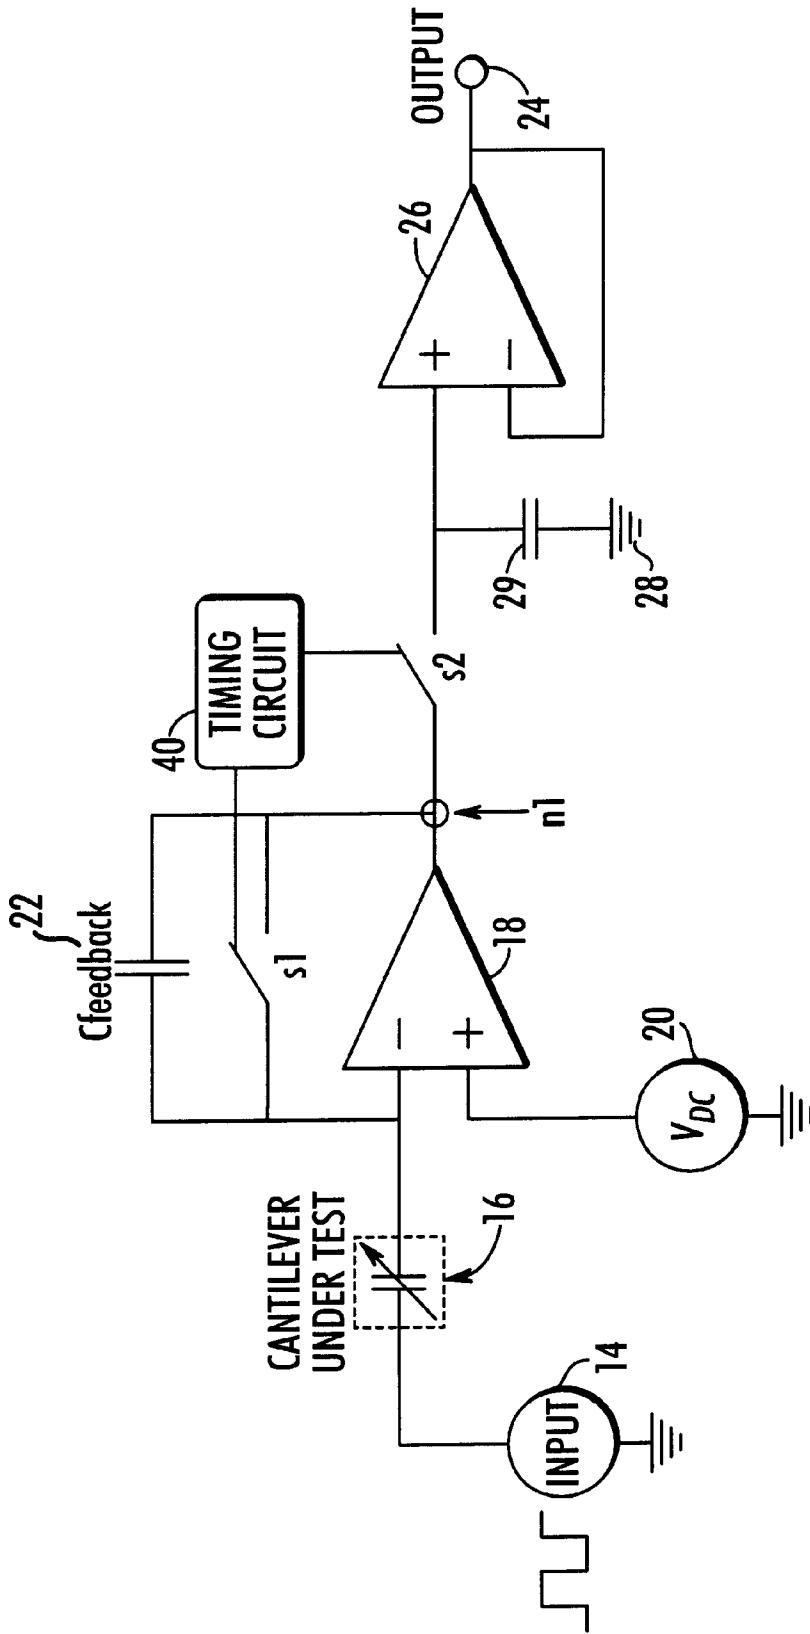 22
Cfeedback
40
TIMING
CIRCUIT
s1
s2
n1
CANTILEVER
UNDER TEST
16
−
+
18
20
VDC
14
INPUT
29
28
+
−
26
OUTPUT
24